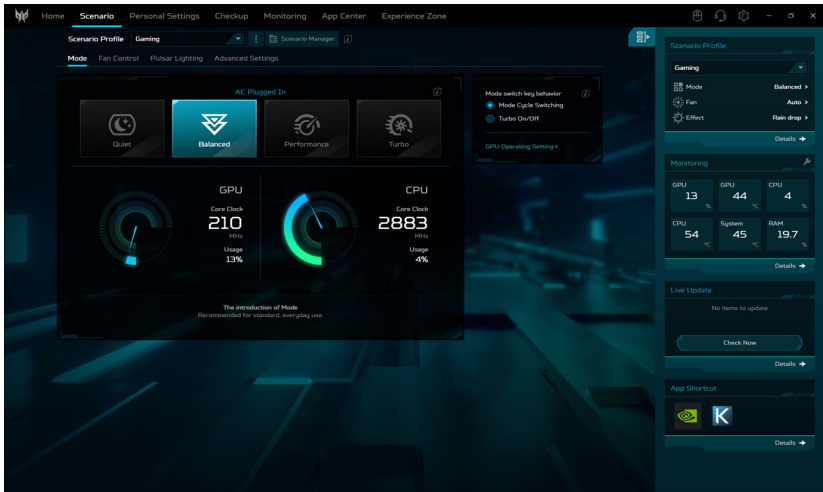 Home Scenario Personal Settings Checkup Monitoring App Center Experience Zone
Scenario Profile Gaming Scenario Manager
Mode Fan Control Pulsar Lighting Advanced Settings
AC Plugged In
Quiet Balanced Performance Turbo
GPU
Core Clock
210
MHz
Usage
13%
CPU
Core Clock
2883
MHz
Usage
4%
The introduction of Mode
Recommended for standard, everyday use.
Mode switch key behavior
Mode Cycle Switching
Turbo On/Off
GPU Operating Setting >
Scenario Profile
Gaming
Mode Balanced >
Fan Auto >
Effect Rain drop >
Details →
Monitoring
GPU 13 %
GPU 44 °C
CPU 4 %
CPU 54 °C
System 45 °C
RAM 19.7 %
Details →
Live Update
No items to update
Check Now
Details →
App Shortcut
K
Details →